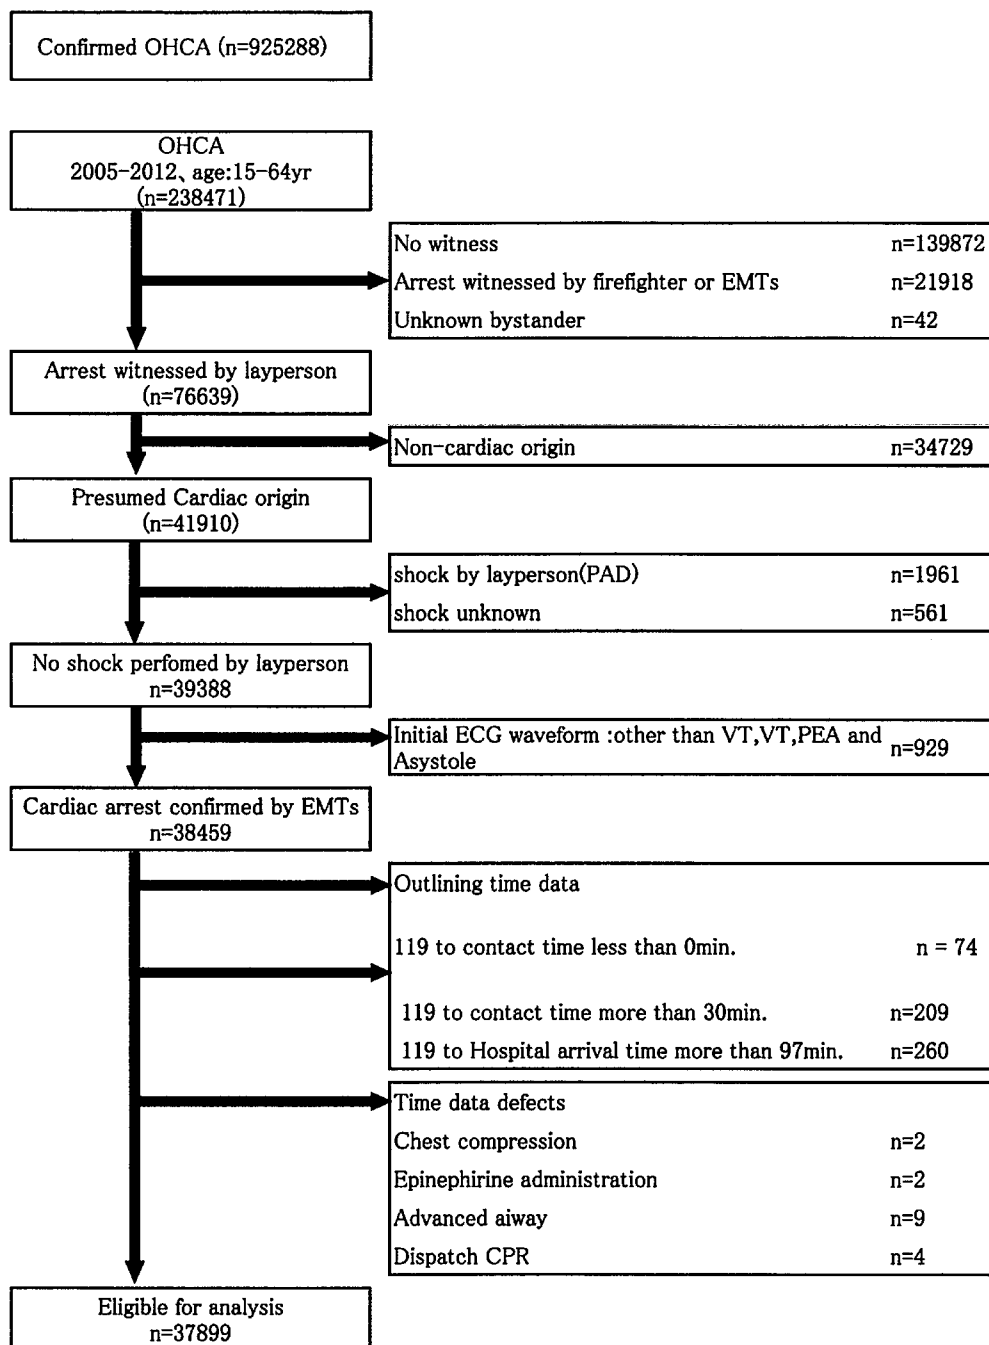 Confirmed OHCA (n=925288)
OHCA
2005-2012、age:15-64yr
(n=238471)
No witness n=139872
Arrest witnessed by firefighter or EMTs n=21918
Unknown bystander n=42
Arrest witnessed by layperson
(n=76639)
Non-cardiac origin n=34729
Presumed Cardiac origin
(n=41910)
shock by layperson(PAD) n=1961
shock unknown n=561
No shock perfomed by layperson
n=39388
Initial ECG waveform :other than VT,VT,PEA and
Asystole n=929
Cardiac arrest confirmed by EMTs
n=38459
Outlining time data
119 to contact time less than 0min. n = 74
119 to contact time more than 30min. n=209
119 to Hospital arrival time more than 97min. n=260
Time data defects
Chest compression n=2
Epinephirine administration n=2
Advanced aiway n=9
Dispatch CPR n=4
Eligible for analysis
n=37899